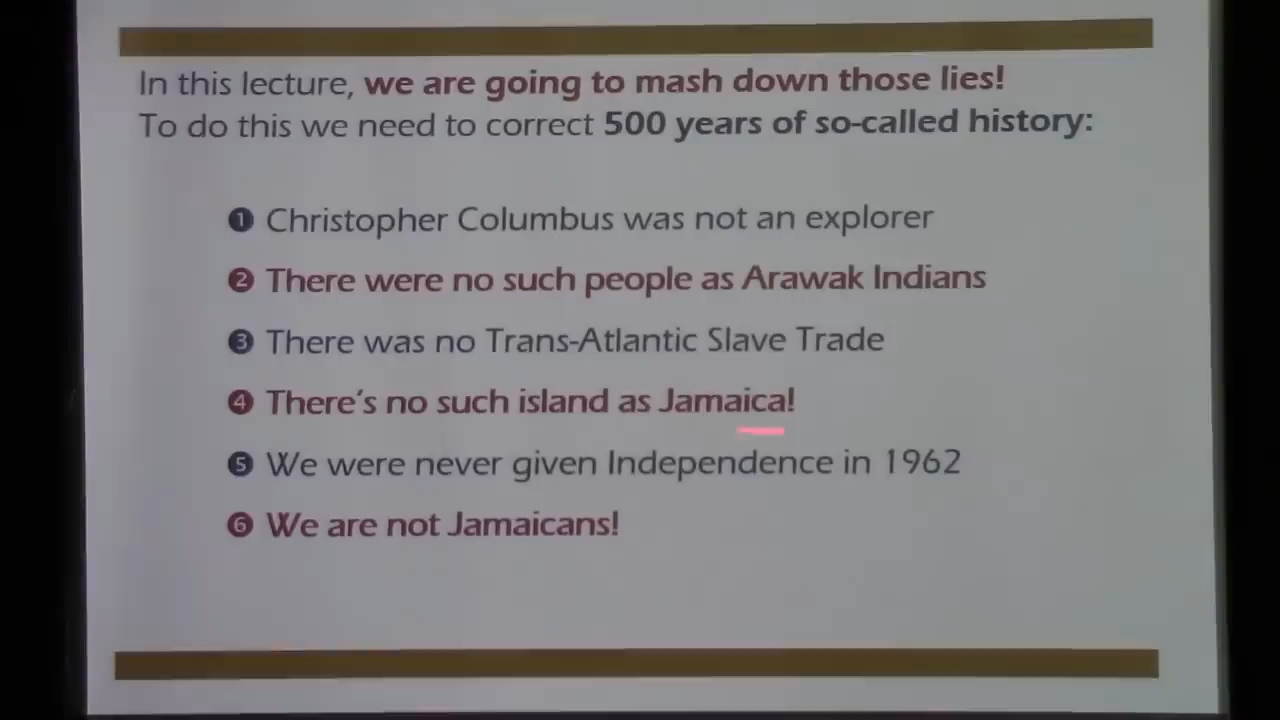 In this lecture, we are going to mash down those lies!
To do this we need to correct 500 years of so-called history:
❶ Christopher Columbus was not an explorer
❷ There were no such people as Arawak Indians
❸ There was no Trans-Atlantic Slave Trade
❹ There's no such island as Jamaica!
❺ We were never given Independence in 1962
❻ We are not Jamaicans!